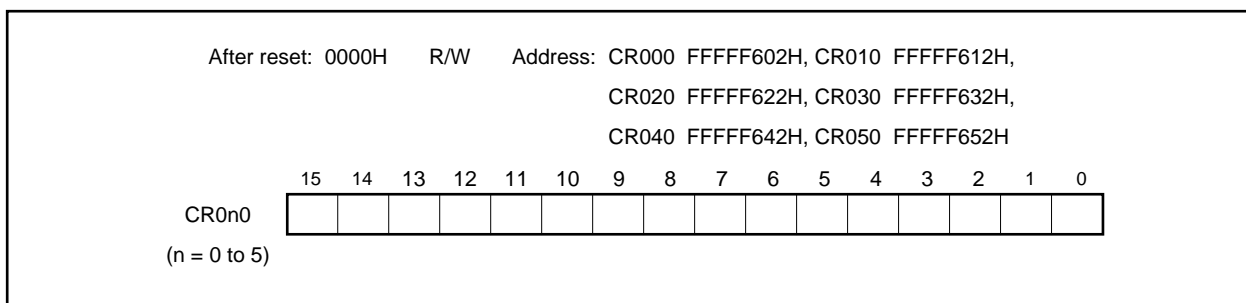 After reset: 0000H R/W Address: CR000 FFFFF602H, CR010 FFFFF612H,
CR020 FFFFF622H, CR030 FFFFF632H,
CR040 FFFFF642H, CR050 FFFFF652H
15 14 13 12 11 10 9 8 7 6 5 4 3 2 1 0
CR0n0
(n = 0 to 5)